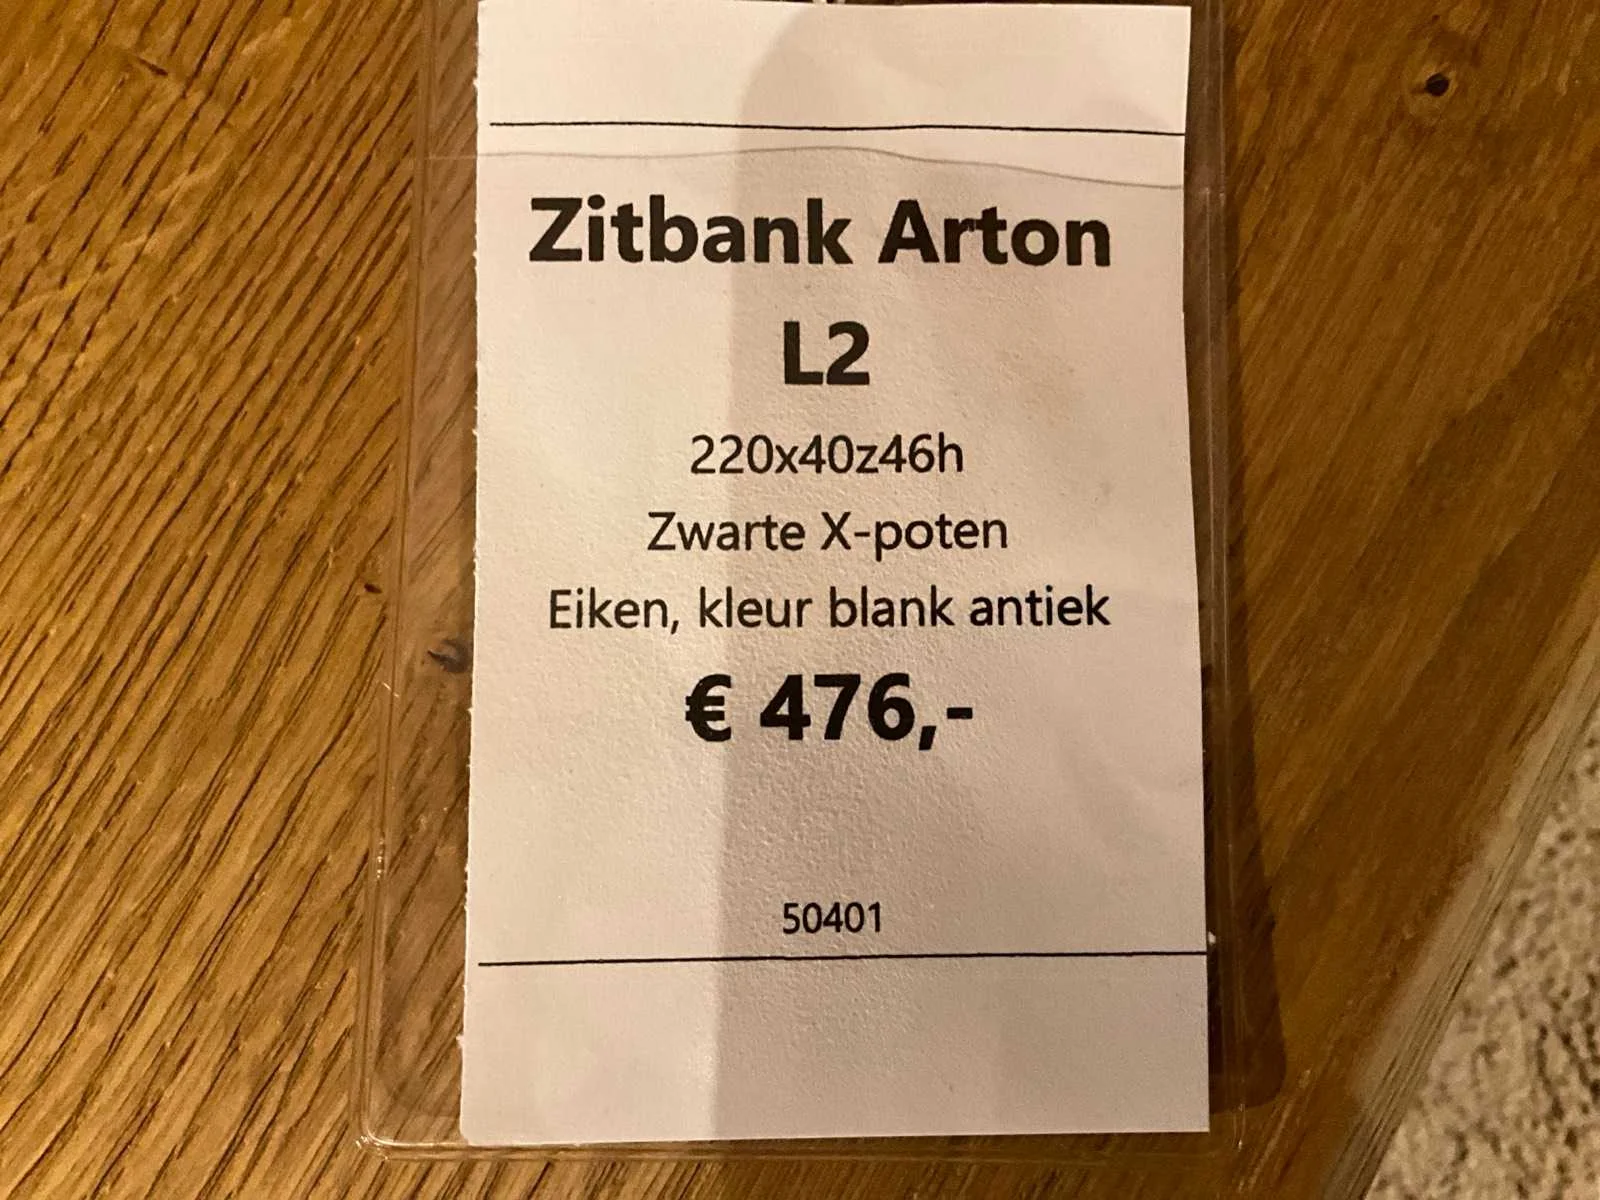 Zitbank Arton
L2
220x40z46h
Zwarte X-poten
Eiken, kleur blank antiek
€ 476,-
50401